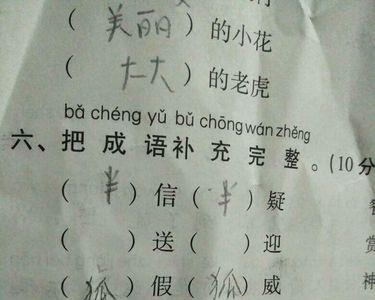 （美丽）的小花
（大大）的老虎
bǎ chéng yǔ bǔ chōng wán zhěng
六、把成语补充完整。(10分
（半）信（半）疑
（ ）送（ ）迎
（狐）假（狐）威